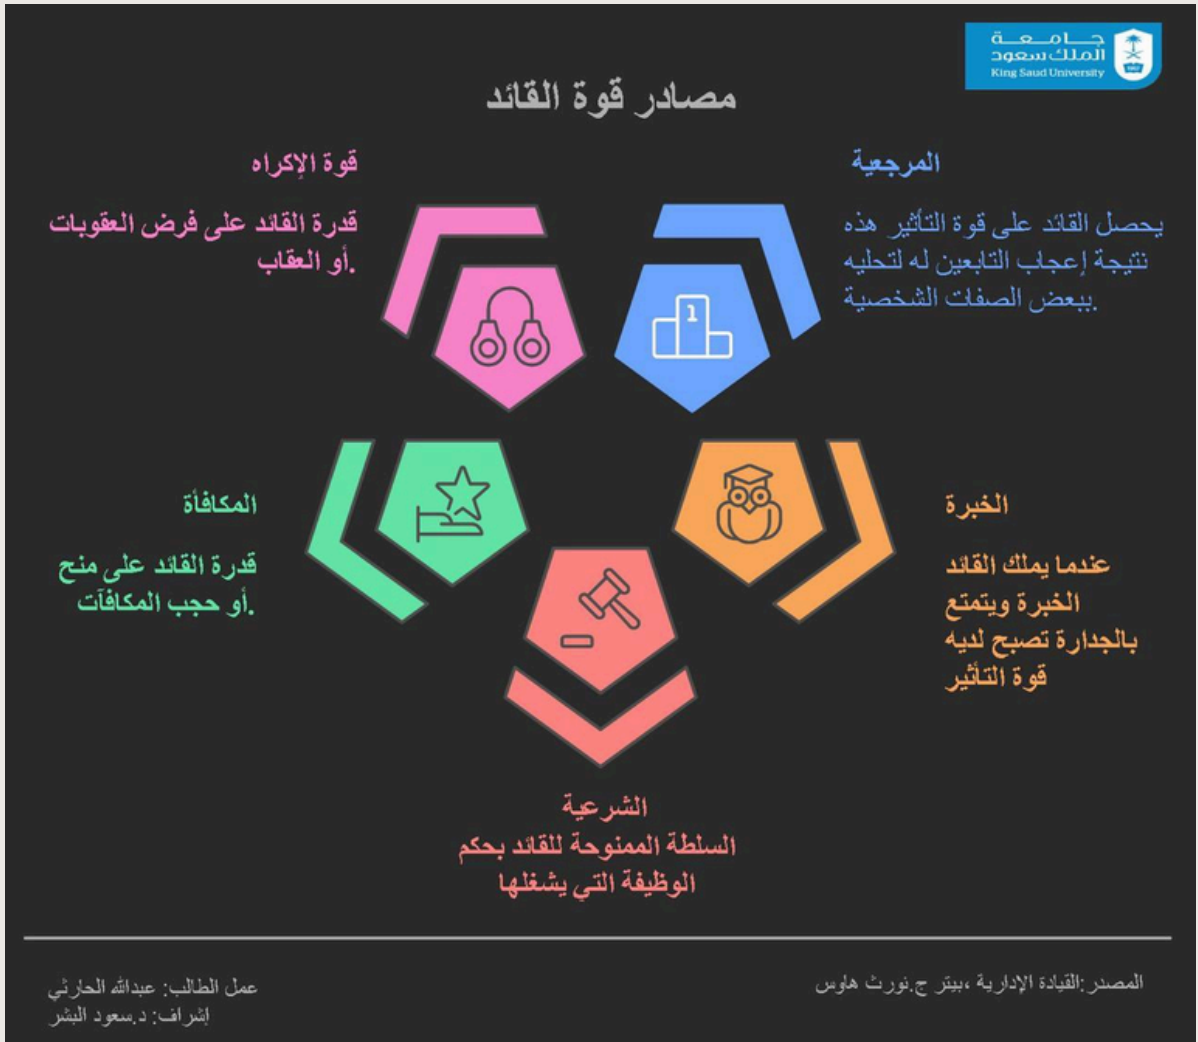 جامعة
الملك سعود
King Saud University
مصادر قوة القائد
المرجعية
يحصل القائد على قوة التأثير هذه
نتيجة إعجاب التابعين له لتحليه
ببعض الصفات الشخصية.
قوة الإكراه
قدرة القائد على فرض العقوبات
أو العقاب.
1
الخبرة
عندما يملك القائد
الخبرة ويتمتع
بالجدارة تصبح لديه
قوة التأثير
المكافأة
قدرة القائد على منح
أو حجب المكافآت.
الشرعية
السلطة الممنوحة للقائد بحكم
الوظيفة التي يشغلها
المصدر:القيادة الإدارية ،بيتر ج.نورث هاوس
عمل الطالب: عبدالله الحارثي
إشراف: د.سعود البشر